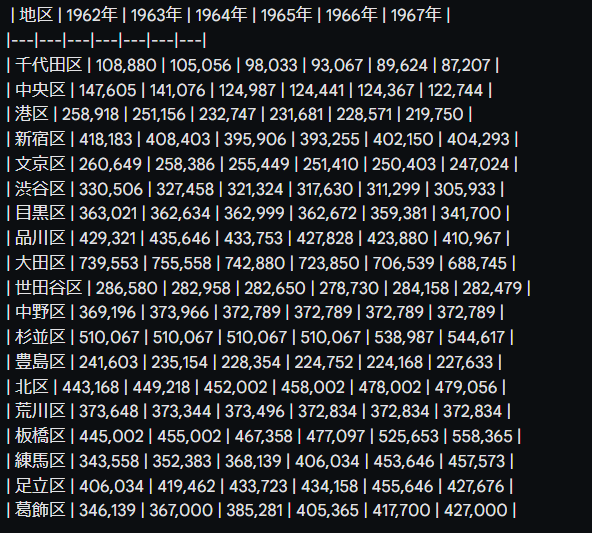 | 地区 | 1962年 | 1963年 | 1964年 | 1965年 | 1966年 | 1967年 |
|---|---|---|---|---|---|---|
| 千代田区 | 108,880 | 105,056 | 98,033 | 93,067 | 89,624 | 87,207 |
| 中央区 | 147,605 | 141,076 | 124,987 | 124,441 | 124,367 | 122,744 |
| 港区 | 258,918 | 251,156 | 232,747 | 231,681 | 228,571 | 219,750 |
| 新宿区 | 418,183 | 408,403 | 395,906 | 393,255 | 402,150 | 404,293 |
| 文京区 | 260,649 | 258,386 | 255,449 | 251,410 | 250,403 | 247,024 |
| 渋谷区 | 330,506 | 327,458 | 321,324 | 317,630 | 311,299 | 305,933 |
| 目黒区 | 363,021 | 362,634 | 362,999 | 362,672 | 359,381 | 341,700 |
| 品川区 | 429,321 | 435,646 | 433,753 | 427,828 | 423,880 | 410,967 |
| 大田区 | 739,553 | 755,558 | 742,880 | 723,850 | 706,539 | 688,745 |
| 世田谷区 | 286,580 | 282,958 | 282,650 | 278,730 | 284,158 | 282,479 |
| 中野区 | 369,196 | 373,966 | 372,789 | 372,789 | 372,789 | 372,789 |
| 杉並区 | 510,067 | 510,067 | 510,067 | 510,067 | 538,987 | 544,617 |
| 豊島区 | 241,603 | 235,154 | 228,354 | 224,752 | 224,168 | 227,633 |
| 北区 | 443,168 | 449,218 | 452,002 | 458,002 | 478,002 | 479,056 |
| 荒川区 | 373,648 | 373,344 | 373,496 | 372,834 | 372,834 | 372,834 |
| 板橋区 | 445,002 | 455,002 | 467,358 | 477,097 | 525,653 | 558,365 |
| 練馬区 | 343,558 | 352,383 | 368,139 | 406,034 | 453,646 | 457,573 |
| 足立区 | 406,034 | 419,462 | 433,723 | 434,158 | 455,646 | 427,676 |
| 葛飾区 | 346,139 | 367,000 | 385,281 | 405,365 | 417,700 | 427,000 |